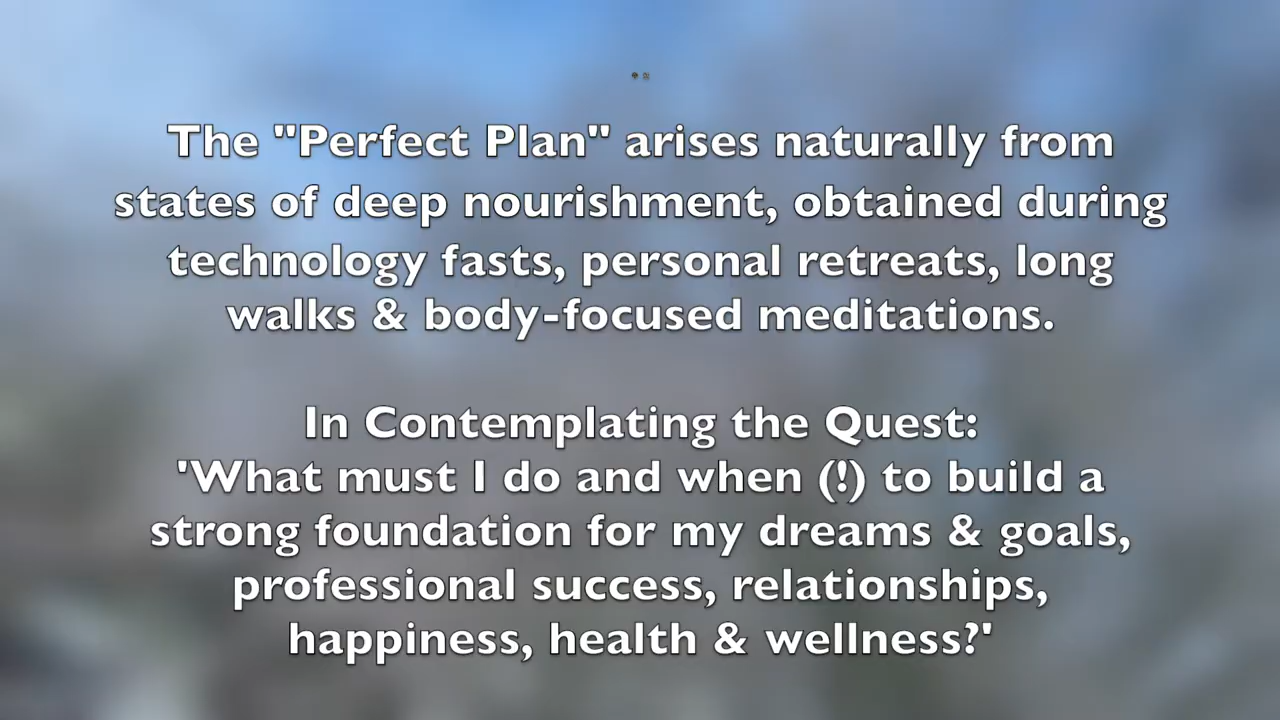 The "Perfect Plan" arises naturally from
states of deep nourishment, obtained during
technology fasts, personal retreats, long
walks & body-focused meditations.
In Contemplating the Quest:
'What must I do and when (!) to build a
strong foundation for my dreams & goals,
professional success, relationships,
happiness, health & wellness?'